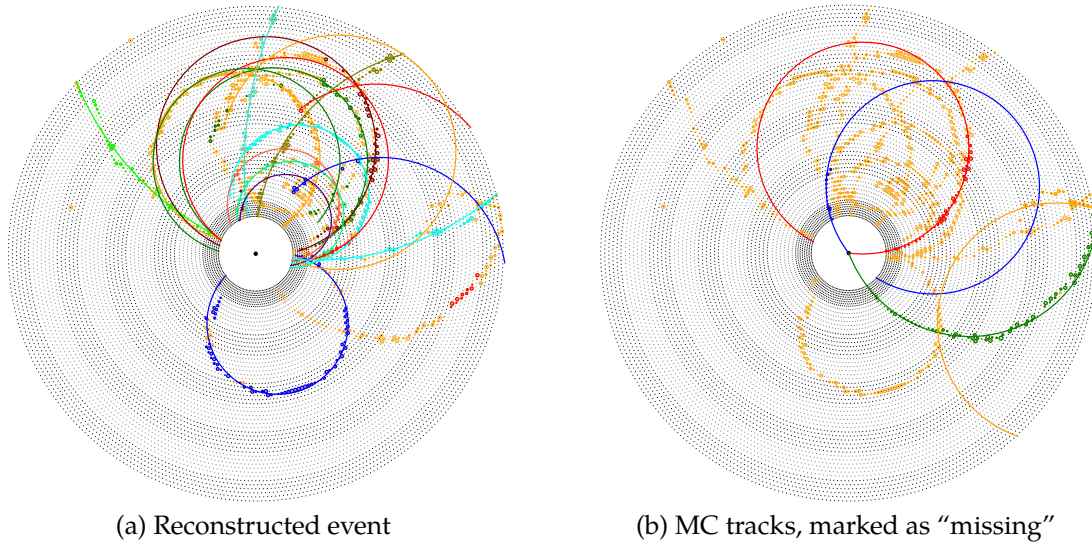 (a) Reconstructed event
(b) MC tracks, marked as “missing”